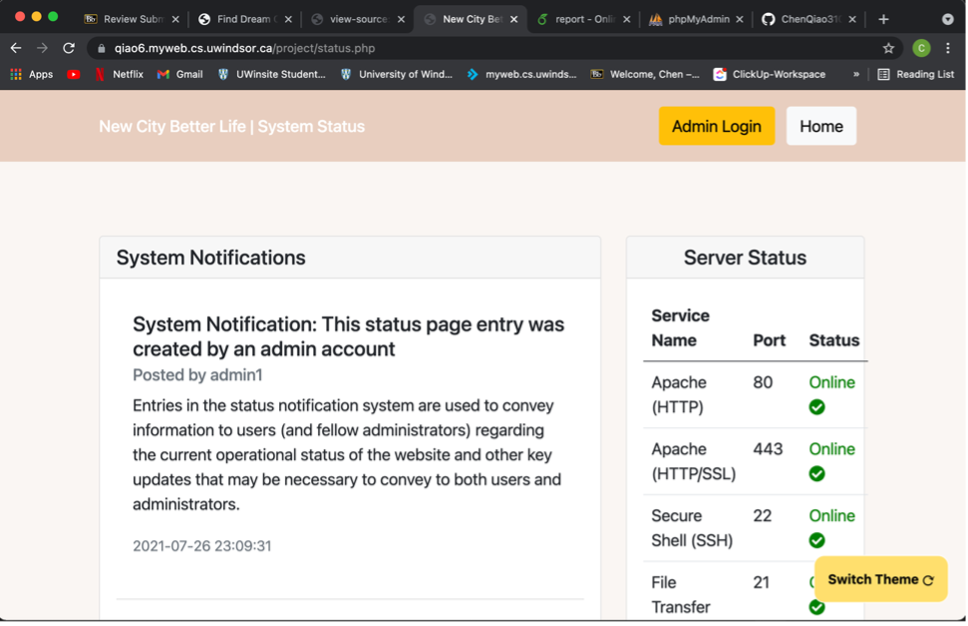 Review Subm
Find Dream
view-source:
New City Be
report - Onli
phpMyAdmin
ChenQiao31
qiao6.myweb.cs.uwindsor.ca/project/status.php
C
Apps
Netflix
Gmail
UWinsite Student...
University of Wind...
myweb.cs.uwinds...
Welcome, Chen –...
ClickUp-Workspace
»
Reading List
New City Better Life | System Status
Admin Login
Home
System Notifications
System Notification: This status page entry was
created by an admin account
Posted by admin1
Entries in the status notification system are used to convey
information to users (and fellow administrators) regarding
the current operational status of the website and other key
updates that may be necessary to convey to both users and
administrators.
2021-07-26 23:09:31
Server Status
Service
Name Port Status
Apache 80 Online
(HTTP)
Apache 443 Online
(HTTP/SSL)
Secure 22 Online
Shell (SSH)
File 21
Transfer
Switch Theme